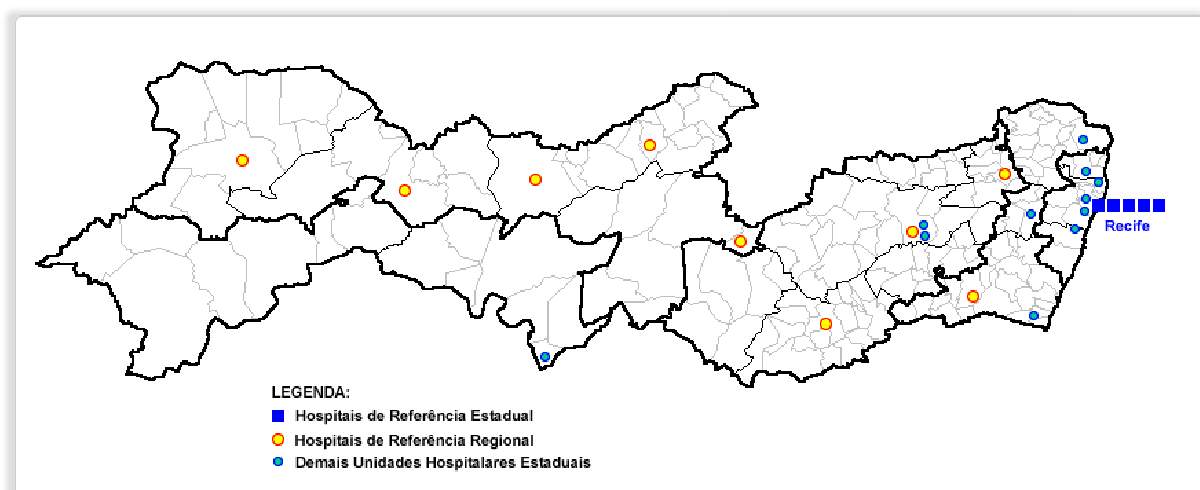 Recife
LEGENDA:
Hospitais de Referência Estadual
Hospitais de Referência Regional
Demais Unidades Hospitalares Estaduais